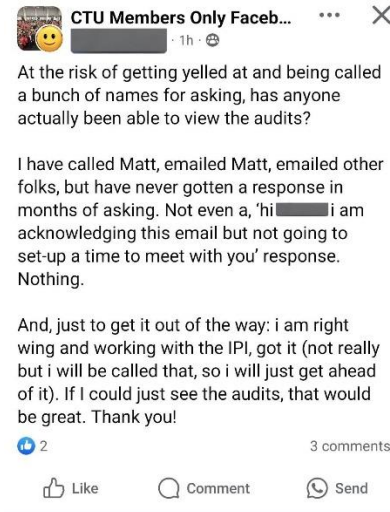 CTU Members Only Faceb...
· 1h ·
At the risk of getting yelled at and being called
a bunch of names for asking, has anyone
actually been able to view the audits?
I have called Matt, emailed Matt, emailed other
folks, but have never gotten a response in
months of asking. Not even a, ‘hi i am
acknowledging this email but not going to
set-up a time to meet with you’ response.
Nothing.
And, just to get it out of the way: i am right
wing and working with the IPI, got it (not really
but i will be called that, so i will just get ahead
of it). If I could just see the audits, that would
be great. Thank you!
2
3 comments
Like
Comment
Send